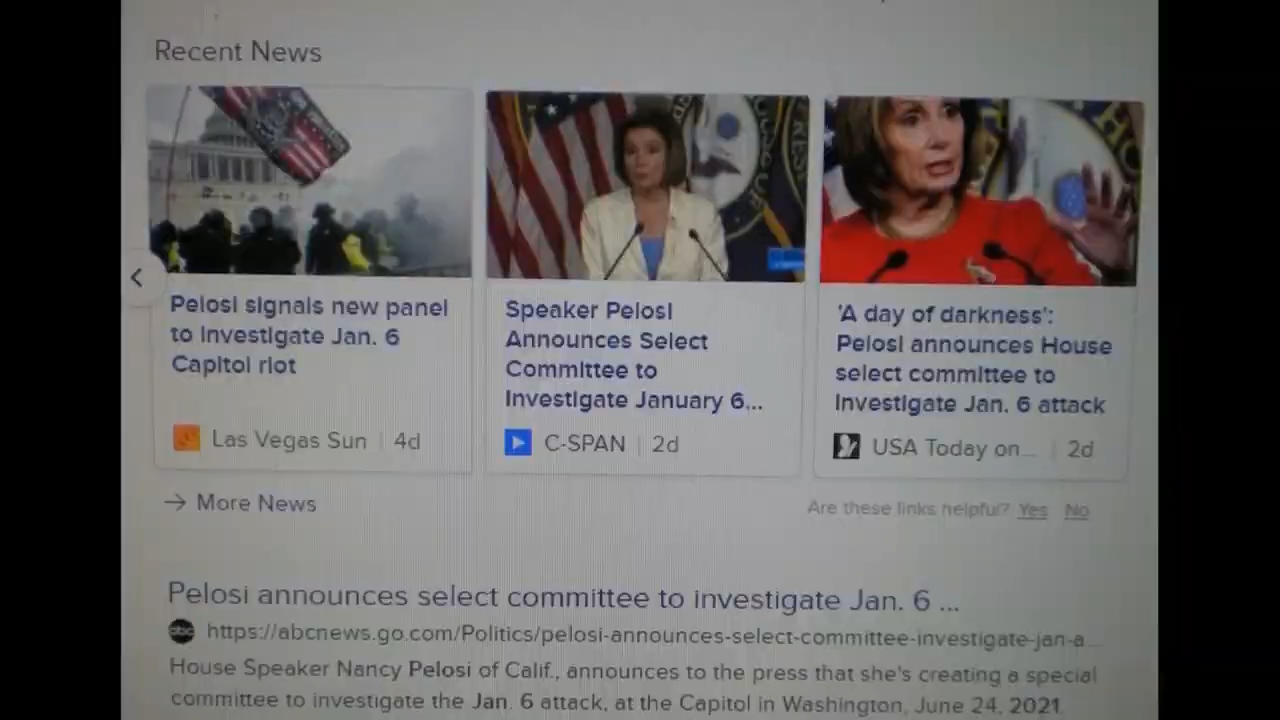 Recent News
Pelosi signals new panel
to investigate Jan. 6
Capitol riot
Las Vegas Sun | 4d
Speaker Pelosi
Announces Select
Committee to
Investigate January 6...
C-SPAN | 2d
'A day of darkness':
Pelosi announces House
select committee to
investigate Jan. 6 attack
USA Today on... | 2d
→ More News
Are these links helpful? Yes No
Pelosi announces select committee to investigate Jan. 6 ...
abc https://abcnews.go.com/Politics/pelosi-announces-select-committee-investigate-jan-a...
House Speaker Nancy Pelosi of Calif., announces to the press that she's creating a special
committee to investigate the Jan. 6 attack, at the Capitol in Washington, June 24, 2021.